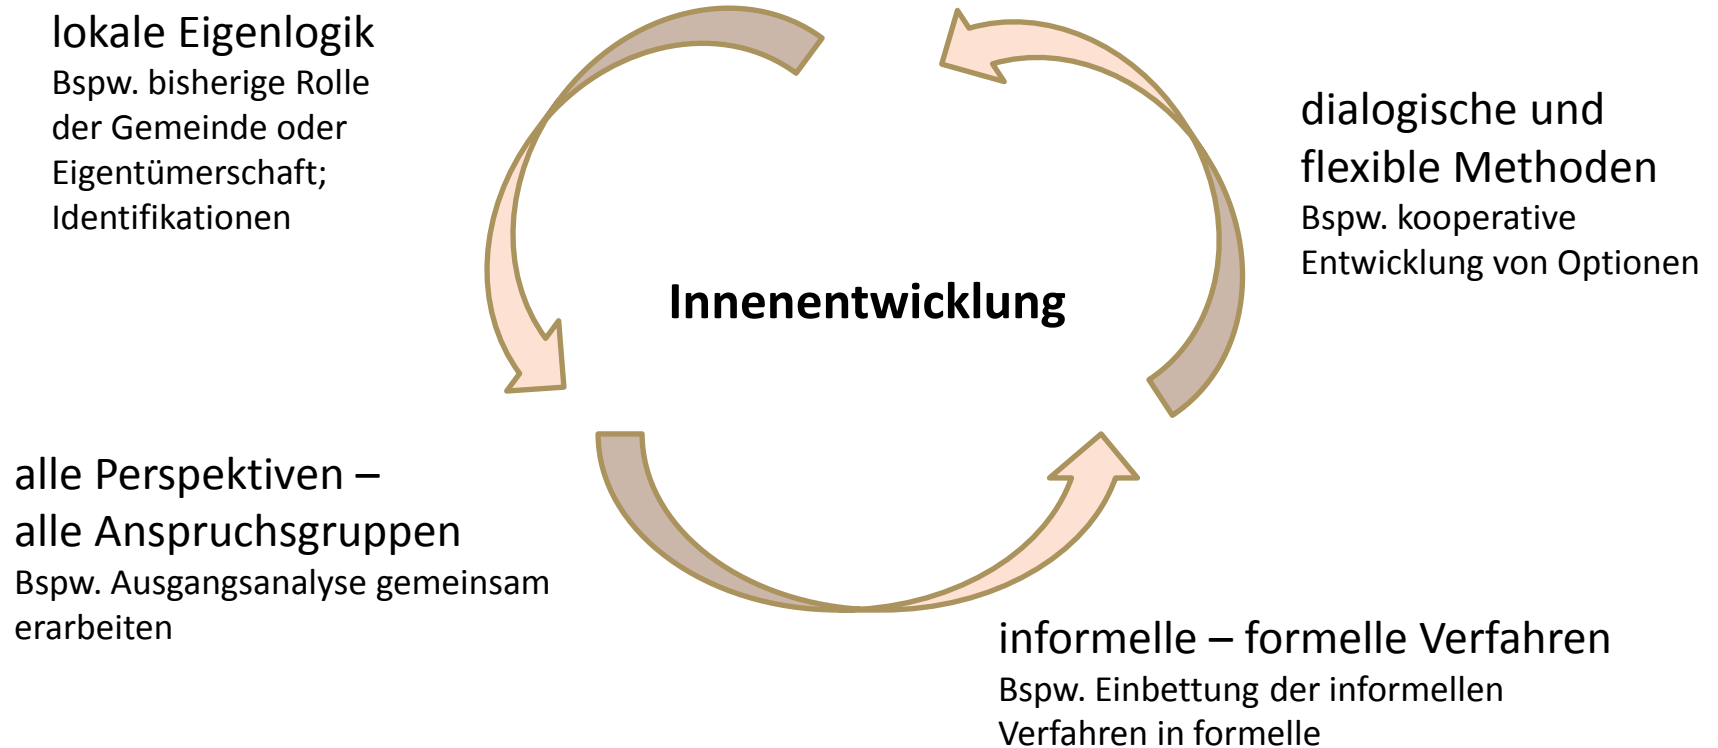 lokale Eigenlogik
Bspw. bisherige Rolle
der Gemeinde oder
Eigentümerschaft;
Identifikationen
dialogische und
flexible Methoden
Bspw. kooperative
Entwicklung von Optionen
Innenentwicklung
alle Perspektiven –
alle Anspruchsgruppen
Bspw. Ausgangsanalyse gemeinsam
erarbeiten
informelle – formelle Verfahren
Bspw. Einbettung der informellen
Verfahren in formelle